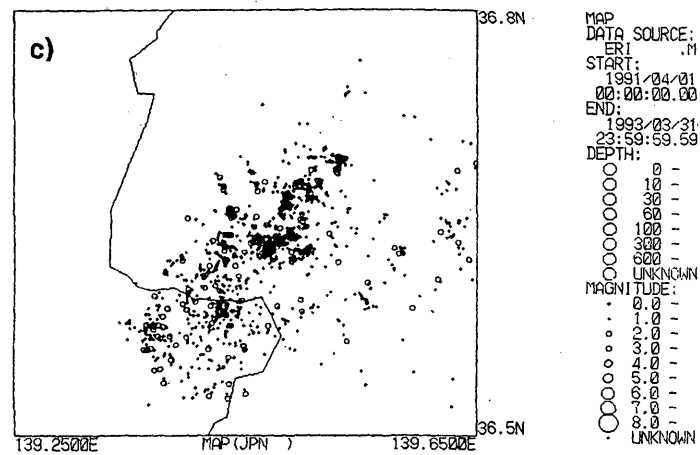 c)
36.8N
36.5N
139.2500E
MAP(JPN )
139.6500E
MAP
DATA SOURCE:
ERI .M
START:
1991/04/01
00:00:00.00
END:
1993/03/31
23:59:59.59
DEPTH:
0 -
10 -
30 -
60 -
100 -
300 -
600 -
UNKNOWN
MAGNITUDE:
0.0 -
1.0 -
2.0 -
3.0 -
4.0 -
5.0 -
6.0 -
7.0 -
8.0 -
UNKNOWN